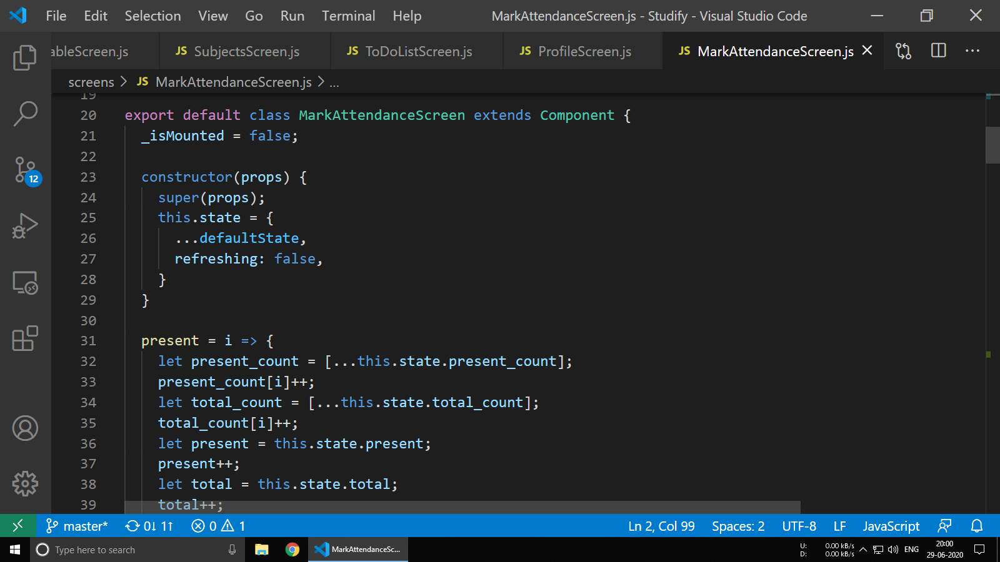 File Edit Selection View Go Run Terminal Help MarkAttendanceScreen.js - Studify - Visual Studio Code
ableScreen.js JS SubjectsScreen.js JS ToDoListScreen.js JS ProfileScreen.js JS MarkAttendanceScreen.js
screens > JS MarkAttendanceScreen.js > ...
19
20 export default class MarkAttendanceScreen extends Component {
21 _isMounted = false;
22
23 constructor(props) {
24 super(props);
25 this.state = {
26 ...defaultState,
27 refreshing: false,
28 }
29 }
30
31 present = i => {
32 let present_count = [...this.state.present_count];
33 present_count[i]++;
34 let total_count = [...this.state.total_count];
35 total_count[i]++;
36 let present = this.state.present;
37 present++;
38 let total = this.state.total;
39 total++;
12
master* 0↓ 1↑ 0 1 Ln 2, Col 99 Spaces: 2 UTF-8 LF JavaScript
Type here to search MarkAttendanceSc... U: 0.00 kB/s D: 0.00 kB/s ENG 20:00 29-06-2020